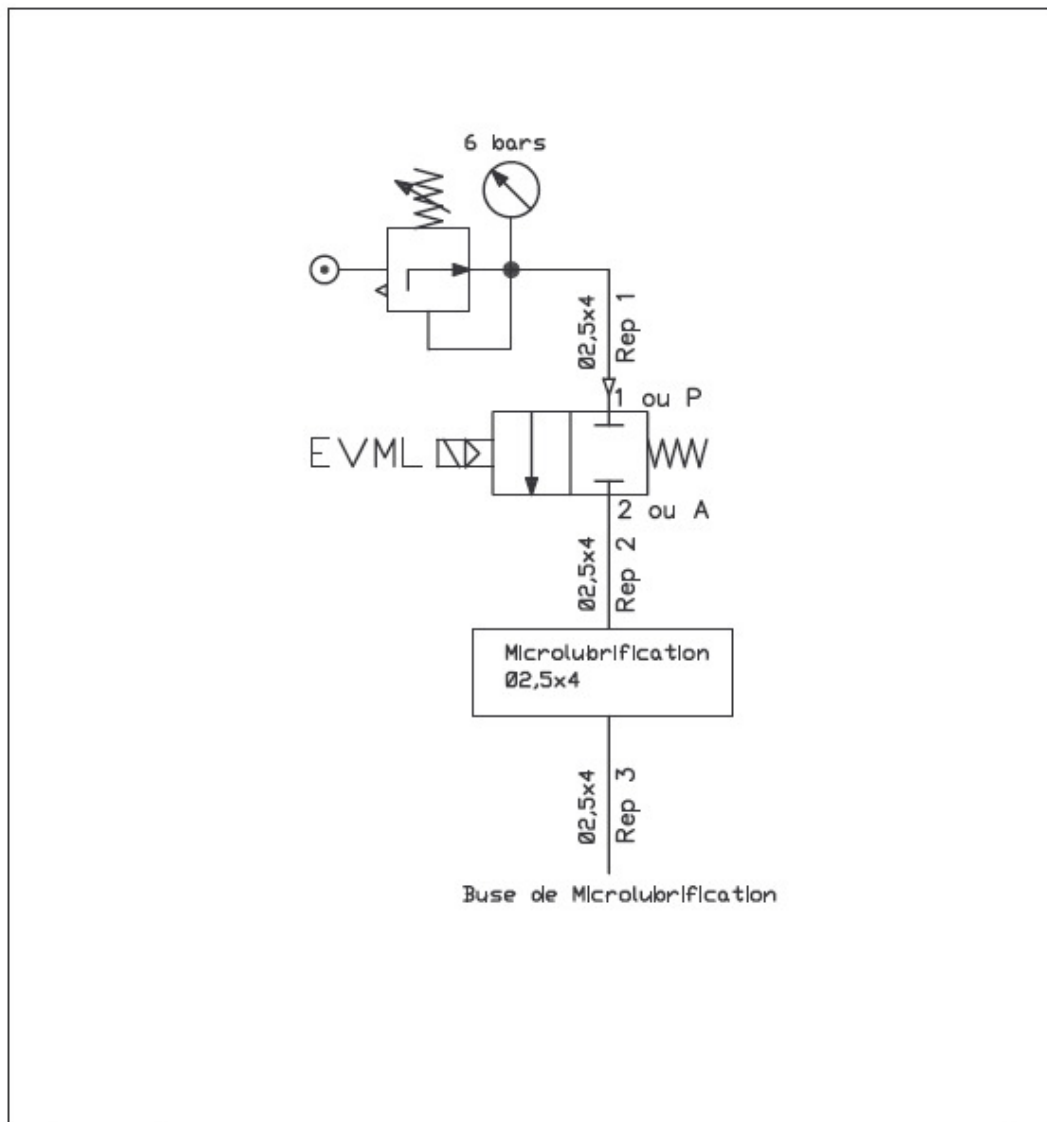 6 bars
Ø2,5x4
Rep 1
1 ou P
EVML
2 ou A
Ø2,5x4
Rep 2
Microlubrification
Ø2,5x4
Ø2,5x4
Rep 3
Buse de Microlubrification